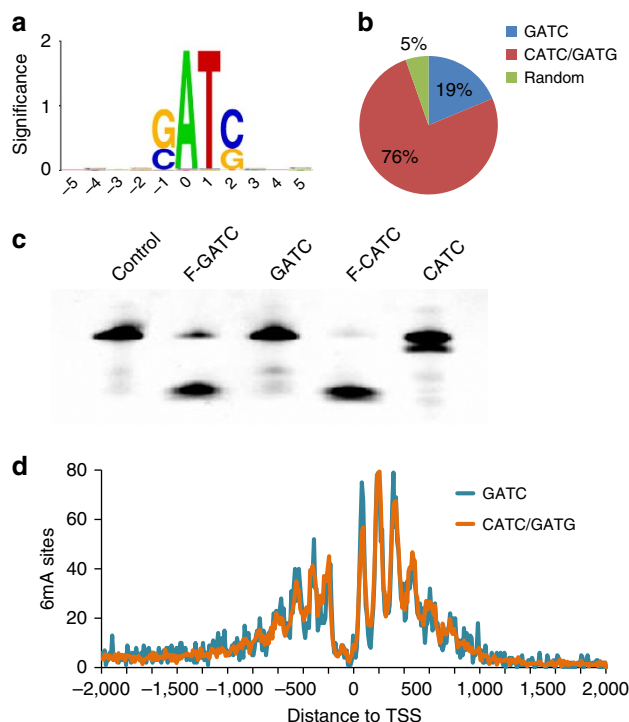 a
2
1
0
Significance
GATC
CG
–5 –4 –3 –2 –1 0 1 2 3 4 5
b
5%
19%
76%
GATC
CATC/GATG
Random
c
Control F-GATC GATC F-CATC CATC
d
80
60
40
20
0
6mA sites
GATC
CATC/GATG
–2,000 –1,500 –1,000 –500 0 500 1,000 1,500 2,000
Distance to TSS